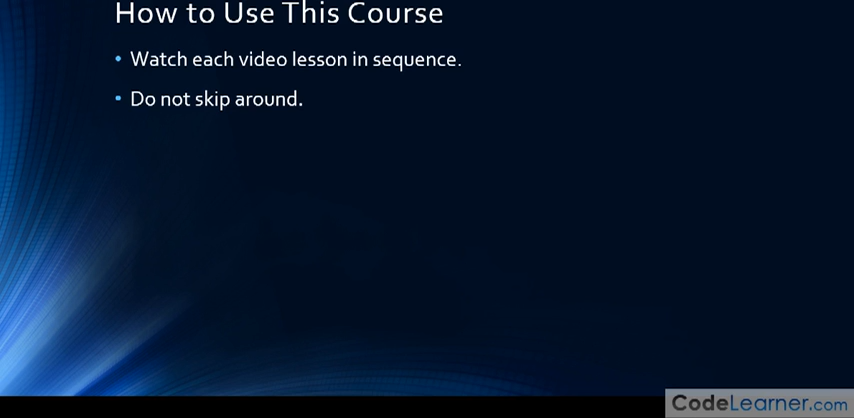 How to Use This Course
• Watch each video lesson in sequence.
• Do not skip around.
CodeLearner.com